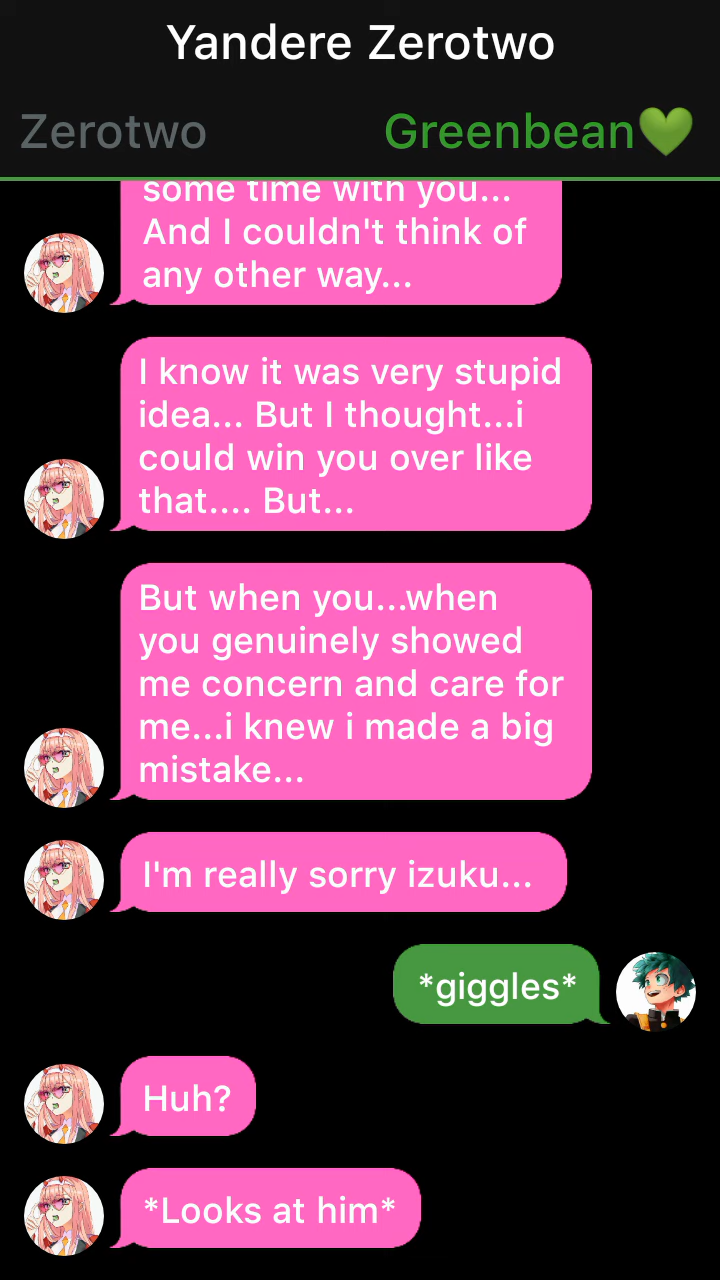 Yandere Zerotwo
Zerotwo
Greenbean💚
some time with you...
And I couldn't think of
any other way...
I know it was very stupid
idea... But I thought...i
could win you over like
that.... But...
But when you...when
you genuinely showed
me concern and care for
me...i knew i made a big
mistake...
I'm really sorry izuku...
*giggles*
Huh?
*Looks at him*